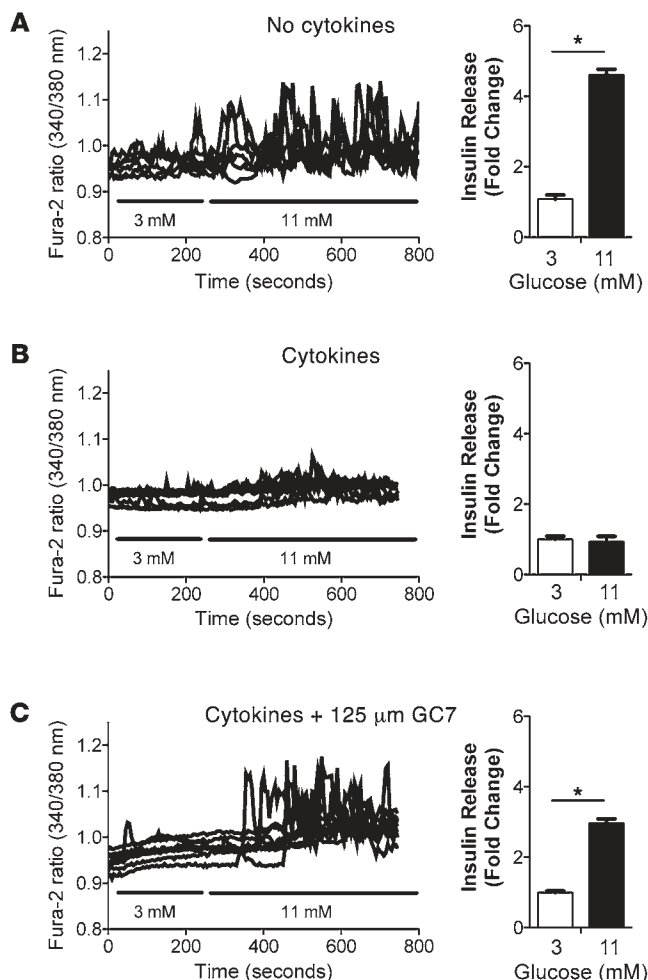 A
No cytokines
Fura-2 ratio (340/380 nm)
1.2
1.1
1.0
0.9
0.8
3 mM
11 mM
0
200
400
600
800
Time (seconds)
Insulin Release
(Fold Change)
6
4
2
0
*
3
11
Glucose (mM)
B
Cytokines
Fura-2 ratio (340/380 nm)
1.2
1.1
1.0
0.9
0.8
3 mM
11 mM
0
200
400
600
800
Time (seconds)
Insulin Release
(Fold Change)
6
4
2
0
3
11
Glucose (mM)
C
Cytokines + 125 μm GC7
Fura-2 ratio (340/380 nm)
1.2
1.1
1.0
0.9
0.8
3 mM
11 mM
0
200
400
600
800
Time (seconds)
Insulin Release
(Fold Change)
6
4
2
0
*
3
11
Glucose (mM)